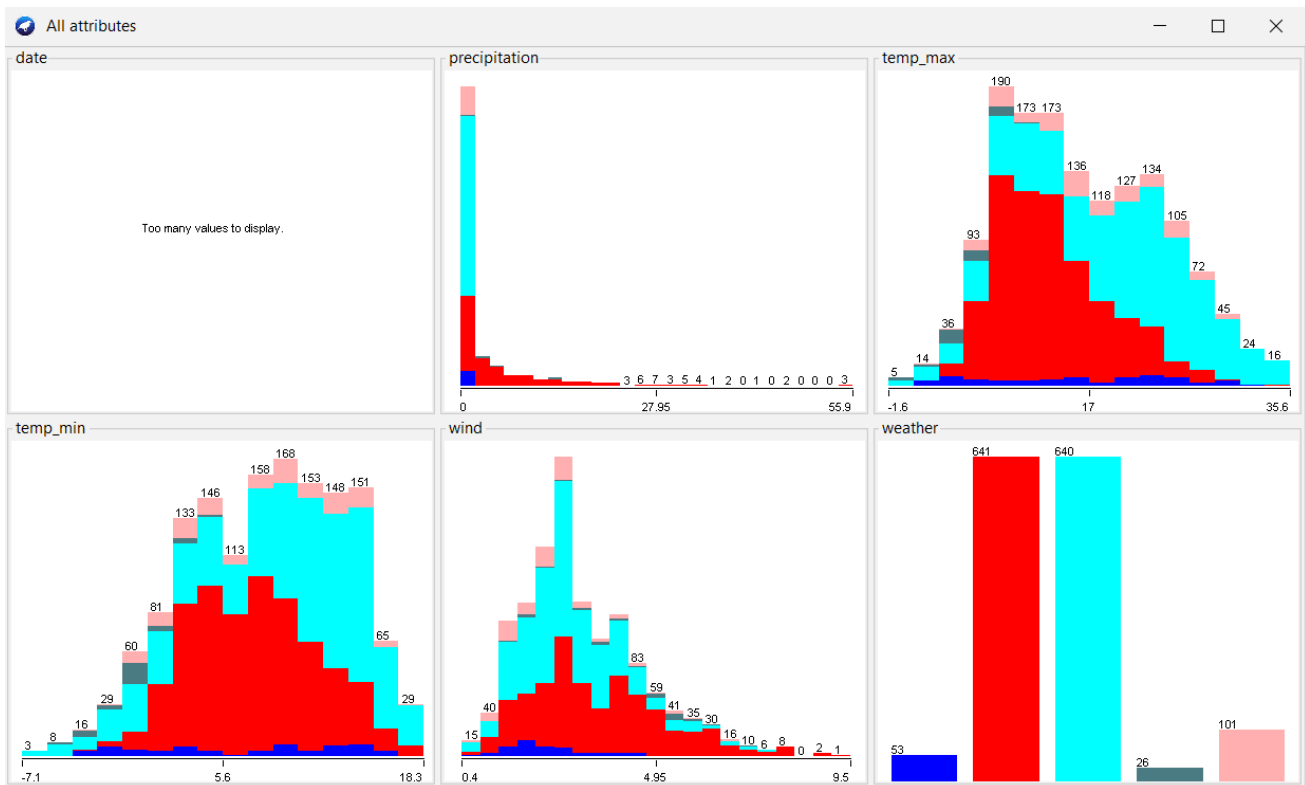 All attributes
date
Too many values to display.
precipitation
3 6 7 3 5 4 1 2 0 1 0 2 0 0 0 3
0 27.95 55.9
temp_max
5 14 36 93 190 173 173 136 118 127 134 105 72 45 24 16
-1.6 17 35.6
temp_min
3 8 16 29 60 81 133 146 113 158 168 153 148 151 65 29
-7.1 5.6 18.3
wind
15 40 83 59 41 35 30 16 10 6 8 0 2 1
0.4 4.95 9.5
weather
53 641 640 26 101